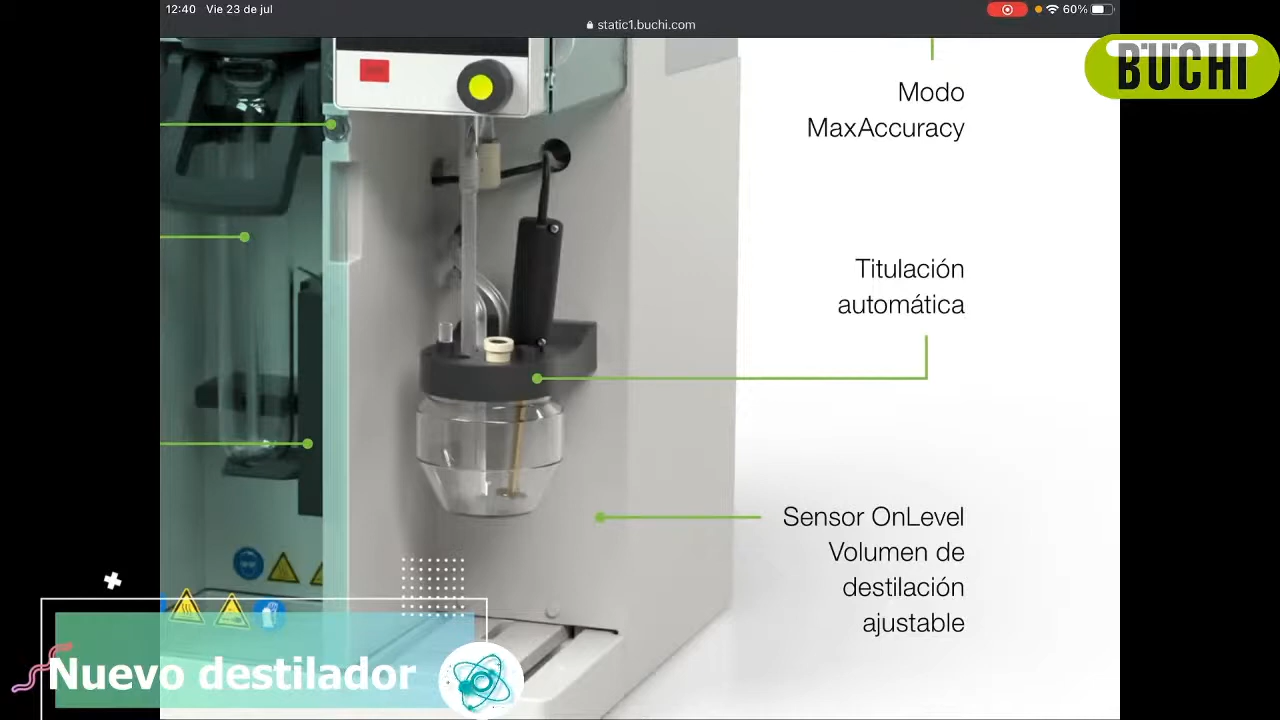 12:40 Vie 23 de jul
60%
static1.buchi.com
BUCHI
Modo
MaxAccuracy
Titulación
automática
Sensor OnLevel
Volumen de
destilación
ajustable
Nuevo destilador